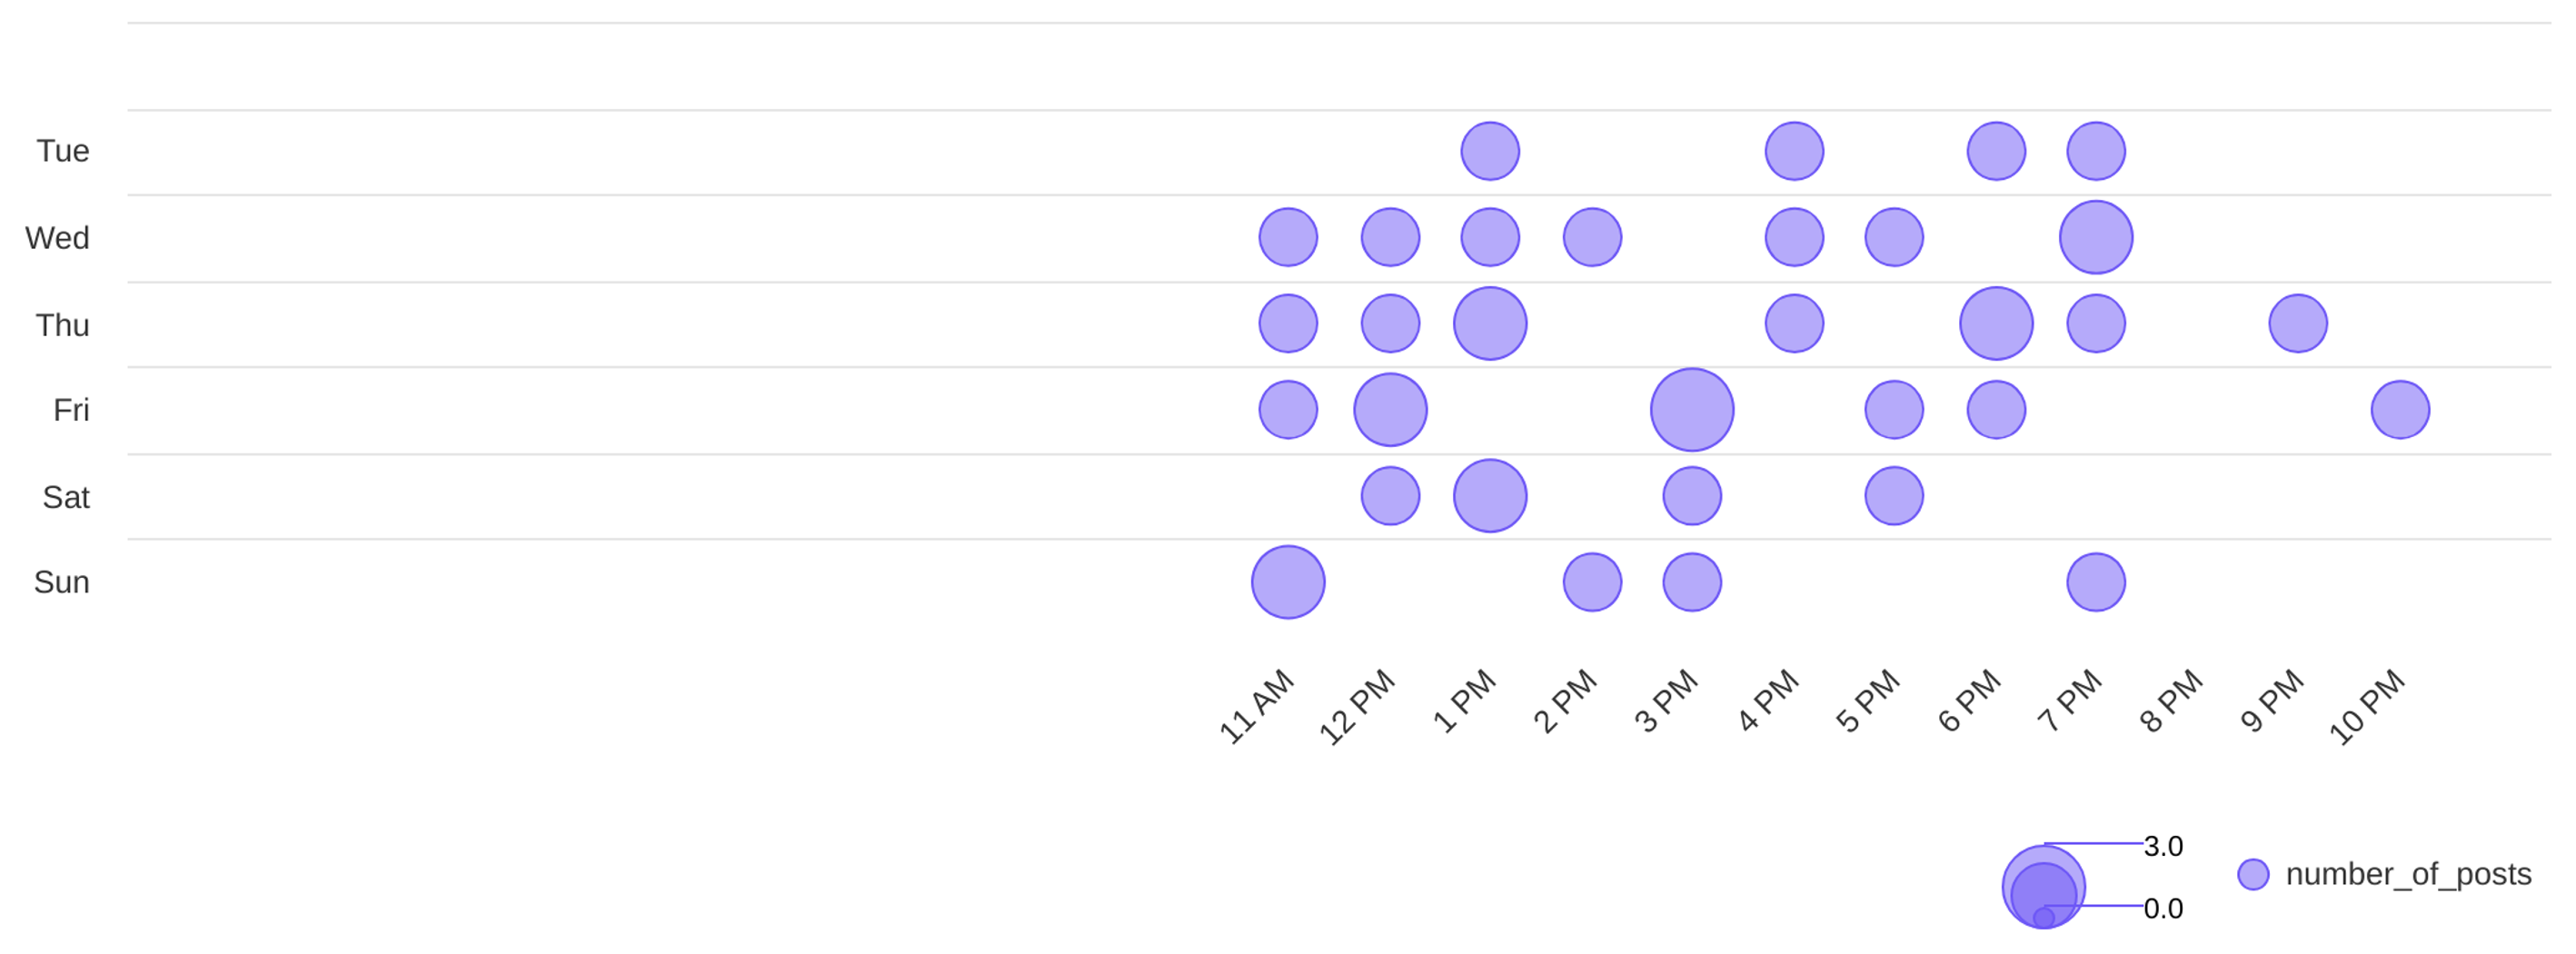 Tue
Wed
Thu
Fri
Sat
Sun
11 AM
12 PM
1 PM
2 PM
3 PM
4 PM
5 PM
6 PM
7 PM
8 PM
9 PM
10 PM
3.0
0.0
number_of_posts